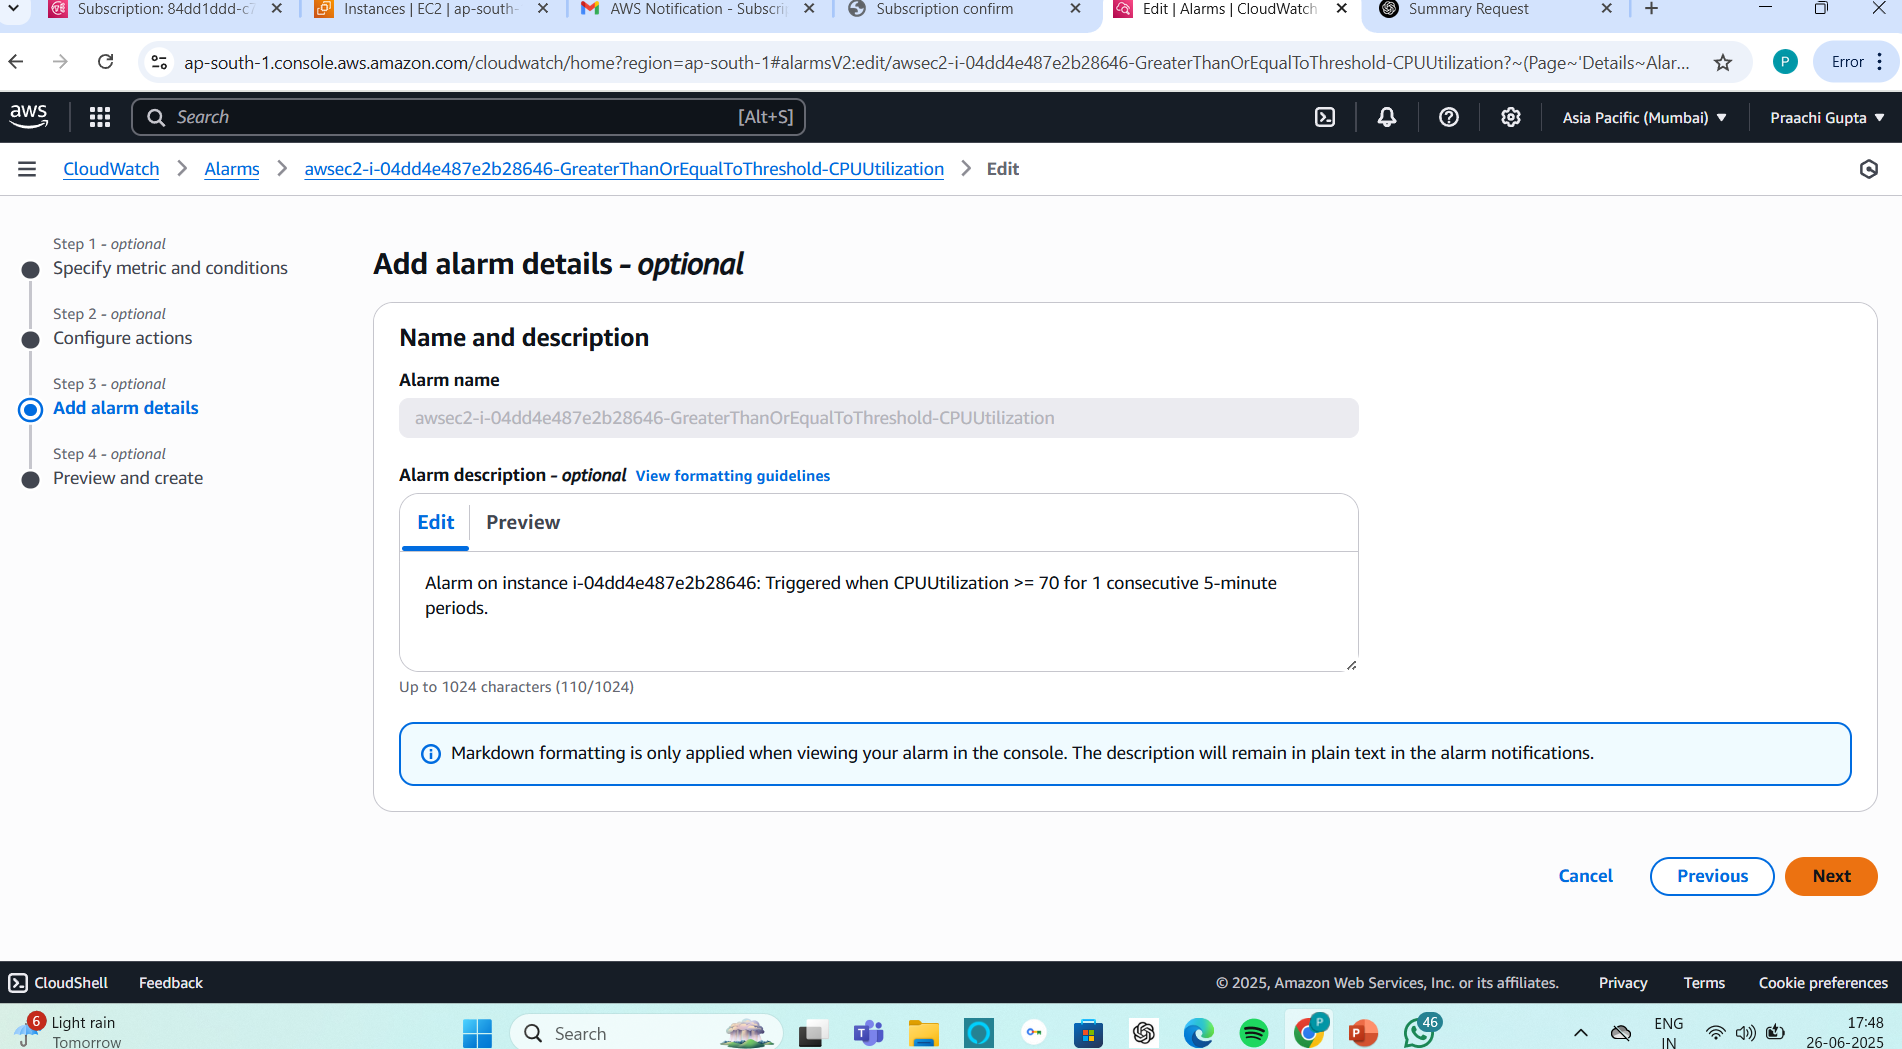 Subscription: 84dd1ddd-c7
Instances | EC2 | ap-south-
AWS Notification - Subscrip
Subscription confirm
Edit | Alarms | CloudWatch
Summary Request
ap-south-1.console.aws.amazon.com/cloudwatch/home?region=ap-south-1#alarmsV2:edit/awsec2-i-04dd4e487e2b28646-GreaterThanOrEqualToThreshold-CPUUtilization?~(Page~'Details~Alar...
P
Error
aws
Search
[Alt+S]
Asia Pacific (Mumbai)
Praachi Gupta
CloudWatch
Alarms
awsec2-i-04dd4e487e2b28646-GreaterThanOrEqualToThreshold-CPUUtilization
Edit
Step 1 - optional
Specify metric and conditions
Step 2 - optional
Configure actions
Step 3 - optional
Add alarm details
Step 4 - optional
Preview and create
Add alarm details - optional
Name and description
Alarm name
awsec2-i-04dd4e487e2b28646-GreaterThanOrEqualToThreshold-CPUUtilization
Alarm description - optional View formatting guidelines
Edit
Preview
Alarm on instance i-04dd4e487e2b28646: Triggered when CPUUtilization >= 70 for 1 consecutive 5-minute
periods.
Up to 1024 characters (110/1024)
Markdown formatting is only applied when viewing your alarm in the console. The description will remain in plain text in the alarm notifications.
Cancel
Previous
Next
CloudShell
Feedback
© 2025, Amazon Web Services, Inc. or its affiliates.
Privacy
Terms
Cookie preferences
6
Light rain
Tomorrow
Search
P
46
ENG
IN
17:48
26-06-2025